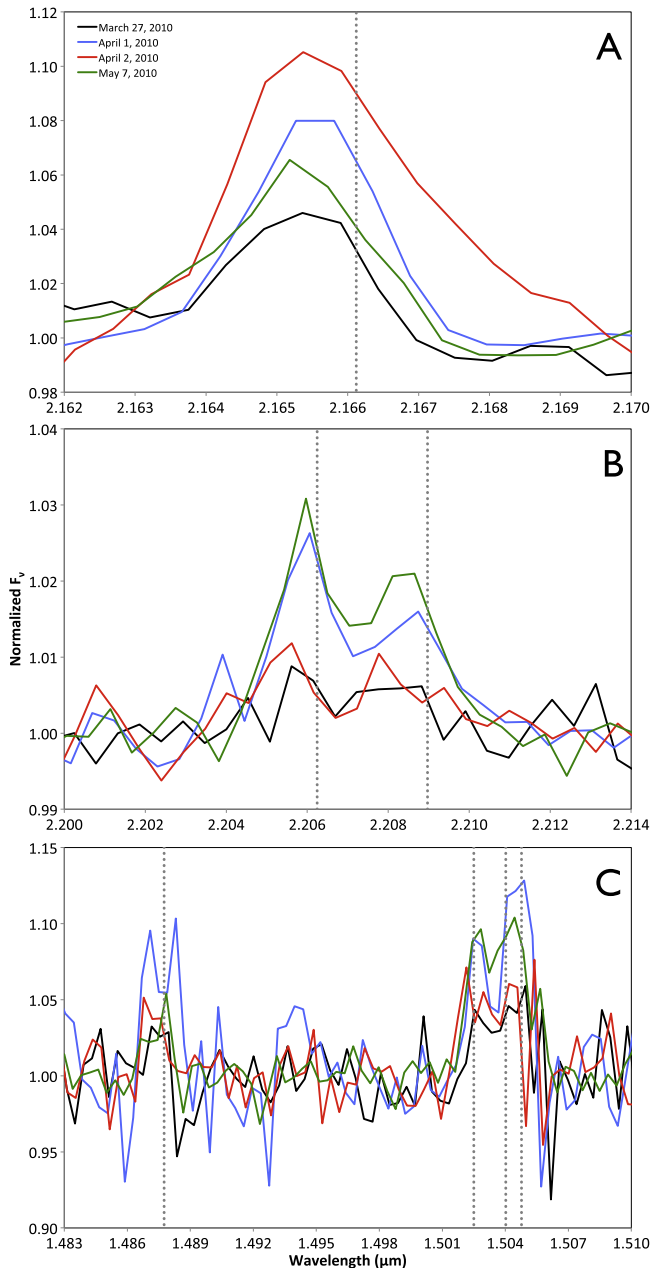 1.12
March 27, 2010
April 1, 2010
April 2, 2010
May 7, 2010
A
1.10
1.08
1.06
1.04
1.02
1.00
0.98
2.162 2.163 2.164 2.165 2.166 2.167 2.168 2.169 2.170
1.04
B
1.03
1.02
Normalized Fν
1.01
1.00
0.99
2.200 2.202 2.204 2.206 2.208 2.210 2.212 2.214
1.15
C
1.10
1.05
1.00
0.95
0.90
1.483 1.486 1.489 1.492 1.495 1.498 1.501 1.504 1.507 1.510
Wavelength (μm)